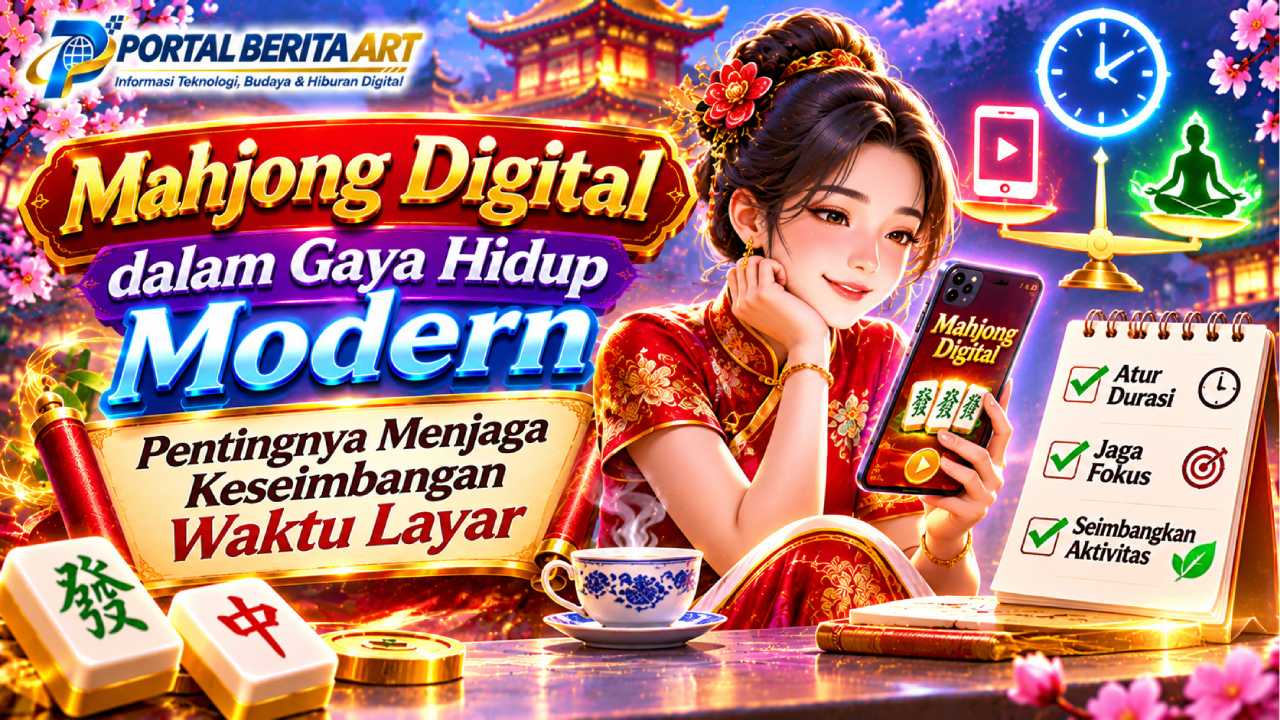 PORTAL BERITA ART
Informasi Teknologi, Budaya & Hiburan Digital
Mahjong Digital
dalam Gaya Hidup
Modern
Pentingnya Menjaga
Keseimbangan
Waktu Layar
Mahjong
Digital
發 發 發
Atur
Durasi
Jaga
Fokus
Seimbangkan
Aktivitas
發
中